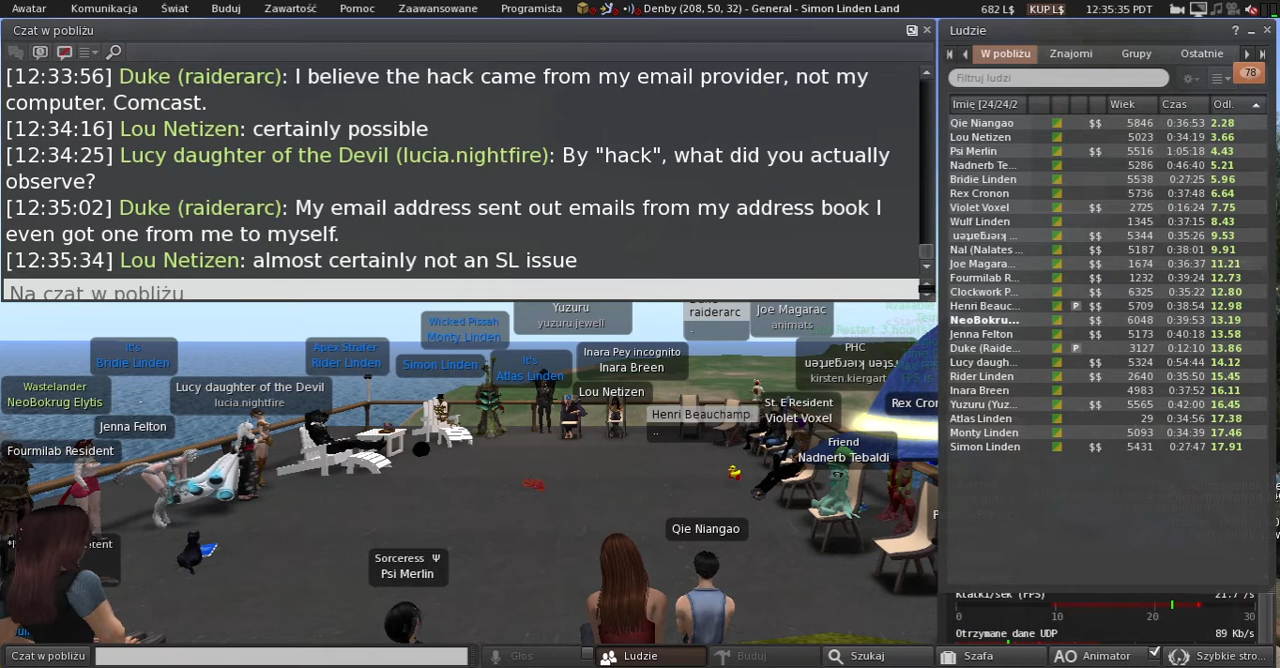 Awatar Komunikacja Świat Buduj Zawartość Pomoc Zaawansowane Programista Denby (208, 50, 32) - General - Simon Linden Land 682 L$ KUP L$ 12:35:35 PDT
Czat w pobliżu
[12:33:56] Duke (raiderarc): I believe the hack came from my email provider, not my
computer. Comcast.
[12:34:16] Lou Netizen: certainly possible
[12:34:25] Lucy daughter of the Devil (lucia.nightfire): By "hack", what did you actually
observe?
[12:35:02] Duke (raiderarc): My email address sent out emails from my address book I
even got one from me to myself.
[12:35:34] Lou Netizen: almost certainly not an SL issue
Na czat w pobliżu
Yuzuru
yuzuru jewell
raiderarc
Joe Magarac
animats
Wicked Pissah
Monty Linden
It's
Bridie Linden
Apex Strafer
Rider Linden
Simon Linden
It's
Atlas Linden
Inara Pey incognito
Inara Breen
PHC
kirsten.kiergart
Wastelander
NeoBokrug Elytis
Lucy daughter of the Devil
lucia.nightfire
Lou Netizen
Henri Beauchamp
..
St. E Resident
Violet Voxel
Rex Cron
Jenna Felton
Fourmilab Resident
Friend
Nadnerb Tebaldi
Qie Niangao
Sorceress Ψ
Psi Merlin
Ludzie
W pobliżu Znajomi Grupy Ostatnie
Filtruj ludzi
78
Imię [24/24/2 Wiek Czas Odl.
Qie Niangao $$ 5846 0:36:53 2.28
Lou Netizen 5023 0:34:19 3.66
Psi Merlin $$ 5516 1:05:18 4.43
Nadnerb Te... 5286 0:46:40 5.21
Bridie Linden 5538 0:27:25 5.96
Rex Cronon 5736 0:37:48 6.64
Violet Voxel $$ 2725 0:16:24 7.75
Wulf Linden 1345 0:37:15 8.43
$$ 5344 0:35:26 9.53
Nal (Nalates... $$ 5187 0:38:01 9.91
Joe Magara... $$ 1674 0:36:37 11.21
Fourmilab R... $$ 1232 0:39:24 12.73
Clockwork P... $$ 6325 0:35:22 12.80
Henri Beauc... P $$ 5709 0:38:54 12.98
NeoBokru... $$ 6048 0:39:53 13.19
Jenna Felton $$ 5173 0:40:18 13.58
Duke (Raide... P 3127 0:12:10 13.86
Lucy daugh... $$ 5324 0:54:44 14.12
Rider Linden $$ 2640 0:35:50 15.45
Inara Breen 4983 0:37:52 16.11
Yuzuru (Yuz... $$ 5565 0:42:00 16.45
Atlas Linden 29 0:34:56 17.38
Monty Linden 5093 0:34:39 17.46
Simon Linden $$ 5431 0:27:47 17.91
Klatki/sek (FPS) 21.7 /s
0 10 20 30
Otrzymane dane UDP 89 Kb/s
Czat w pobliżu Głos Ludzie Buduj Szukaj Szafa AO Animator Szybkie stro...